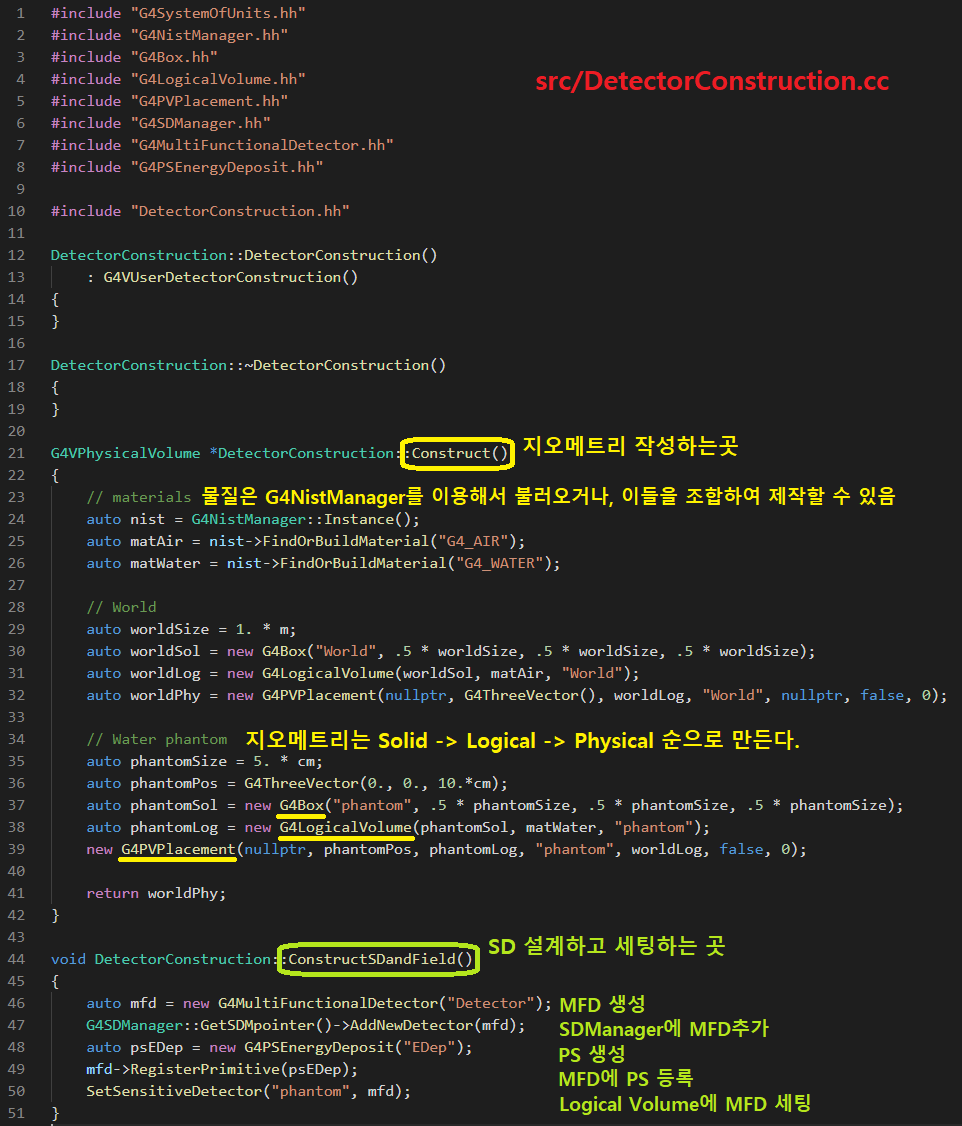 1 #include "G4SystemOfUnits.hh"
2 #include "G4NistManager.hh"
3 #include "G4Box.hh"
4 #include "G4LogicalVolume.hh" src/DetectorConstruction.cc
5 #include "G4PVPlacement.hh"
6 #include "G4SDManager.hh"
7 #include "G4MultiFunctionalDetector.hh"
8 #include "G4PSEnergyDeposit.hh"
9
10 #include "DetectorConstruction.hh"
11
12 DetectorConstruction::DetectorConstruction()
13     : G4VUserDetectorConstruction()
14 {
15 }
16
17 DetectorConstruction::~DetectorConstruction()
18 {
19 }
20
21 G4VPhysicalVolume *DetectorConstruction::Construct() 지오메트리 작성하는곳
22 {
23     // materials 물질은 G4NistManager를 이용해서 불러오거나, 이들을 조합하여 제작할 수 있음
24     auto nist = G4NistManager::Instance();
25     auto matAir = nist->FindOrBuildMaterial("G4_AIR");
26     auto matWater = nist->FindOrBuildMaterial("G4_WATER");
27
28     // World
29     auto worldSize = 1. * m;
30     auto worldSol = new G4Box("World", .5 * worldSize, .5 * worldSize, .5 * worldSize);
31     auto worldLog = new G4LogicalVolume(worldSol, matAir, "World");
32     auto worldPhy = new G4PVPlacement(nullptr, G4ThreeVector(), worldLog, "World", nullptr, false, 0);
33
34     // Water phantom 지오메트리는 Solid -> Logical -> Physical 순으로 만든다.
35     auto phantomSize = 5. * cm;
36     auto phantomPos = G4ThreeVector(0., 0., 10.*cm);
37     auto phantomSol = new G4Box("phantom", .5 * phantomSize, .5 * phantomSize, .5 * phantomSize);
38     auto phantomLog = new G4LogicalVolume(phantomSol, matWater, "phantom");
39     new G4PVPlacement(nullptr, phantomPos, phantomLog, "phantom", worldLog, false, 0);
40
41     return worldPhy;
42 }
43
44 void DetectorConstruction::ConstructSDandField() SD 설계하고 세팅하는 곳
45 {
46     auto mfd = new G4MultiFunctionalDetector("Detector"); MFD 생성
47     G4SDManager::GetSDMpointer()->AddNewDetector(mfd); SDManager에 MFD추가
48     auto psEDep = new G4PSEnergyDeposit("EDep"); PS 생성
49     mfd->RegisterPrimitive(psEDep); MFD에 PS 등록
50     SetSensitiveDetector("phantom", mfd); Logical Volume에 MFD 세팅
51 }